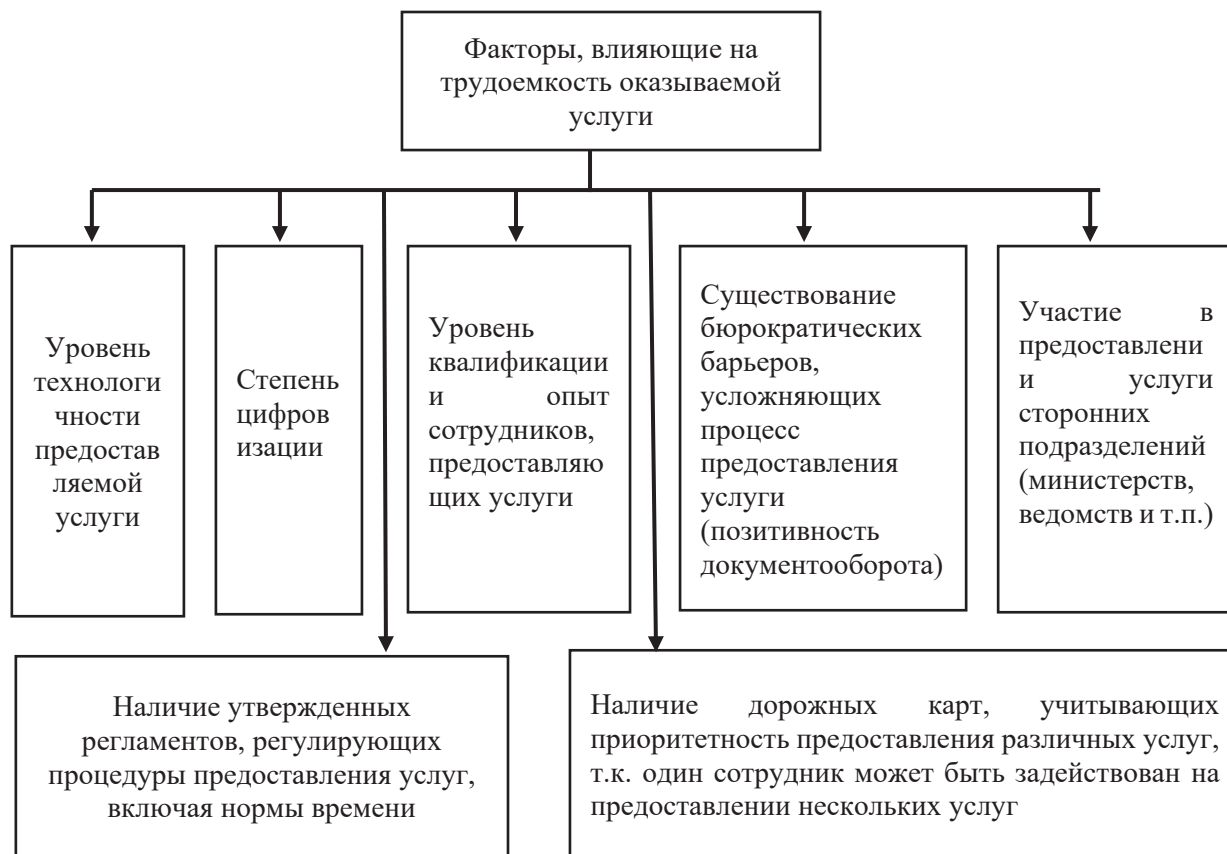 Факторы, влияющие на
трудоемкость оказываемой
услуги
Уровень
технологи
чности
предостав
ляемой
услуги
Степень
цифров
изации
Уровень
квалификации
и опыт
сотрудников,
предоставляю
щих услуги
Существование
бюрократических
барьеров,
усложняющих
процесс
предоставления
услуги
(позитивность
документооборота)
Участие в
предоставлени
и услуги
сторонних
подразделений
(министерств,
ведомств и т.п.)
Наличие утвержденных
регламентов, регулирующих
процедуры предоставления услуг,
включая нормы времени
Наличие дорожных карт, учитывающих
приоритетность предоставления различных услуг,
т.к. один сотрудник может быть задействован на
предоставлении нескольких услуг